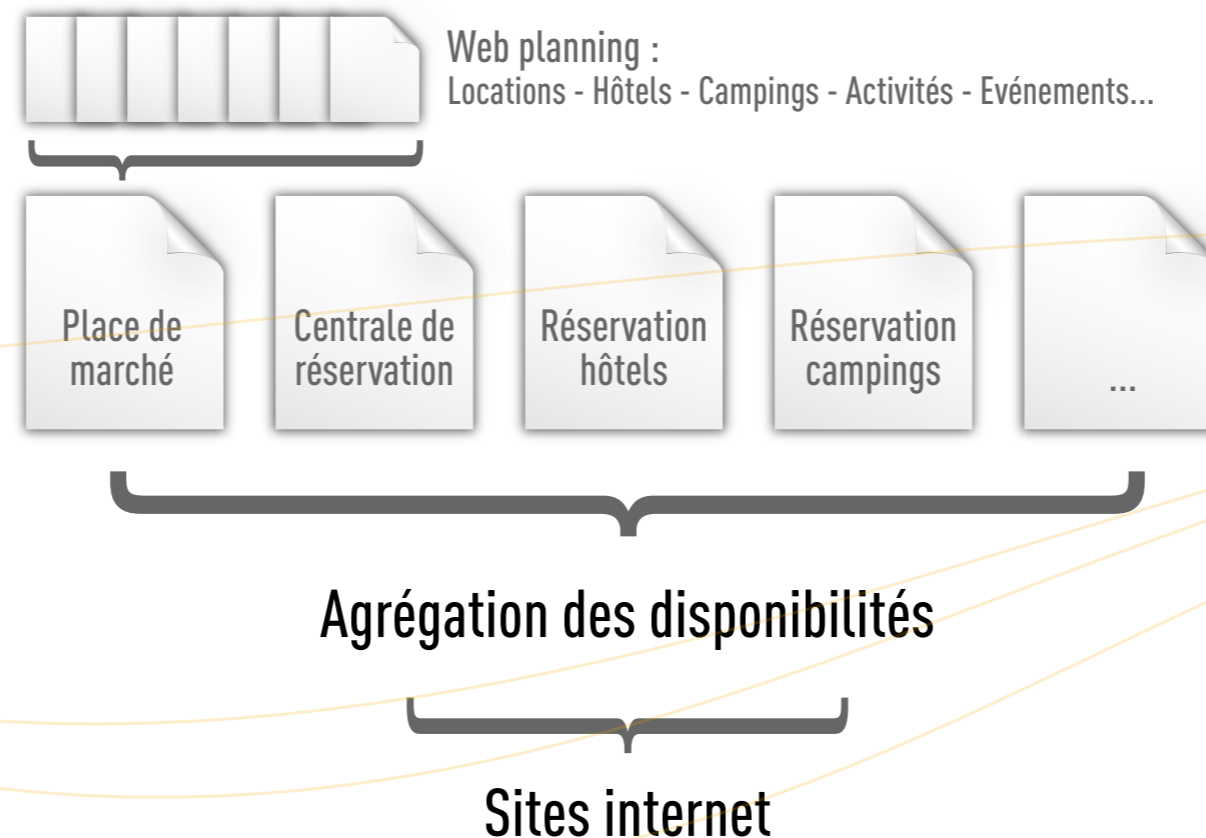 Web planning :
Locations - Hôtels - Campings - Activités - Evénements...
Place de
marché
Centrale de
réservation
Réservation
hôtels
Réservation
campings
...
Agrégation des disponibilités
Sites internet